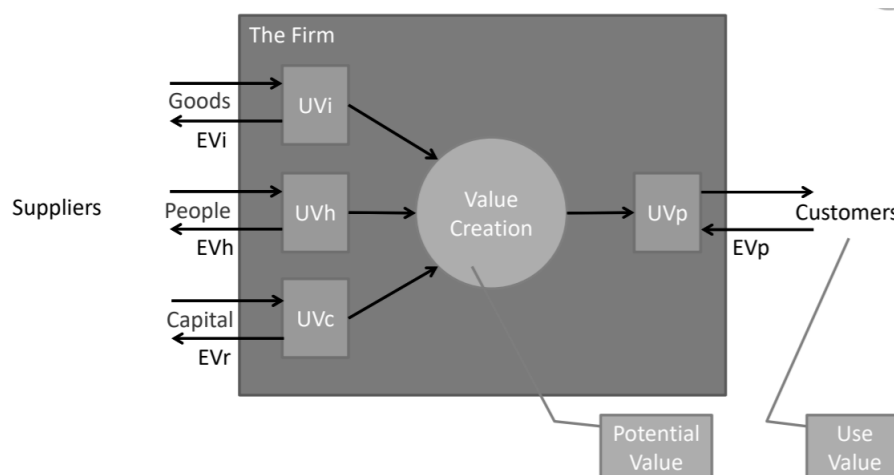 The Firm
Goods
EVi
UVi
Suppliers
People
EVh
UVh
Value
Creation
UVp
Customers
EVp
Capital
EVr
UVc
Potential
Value
Use
Value